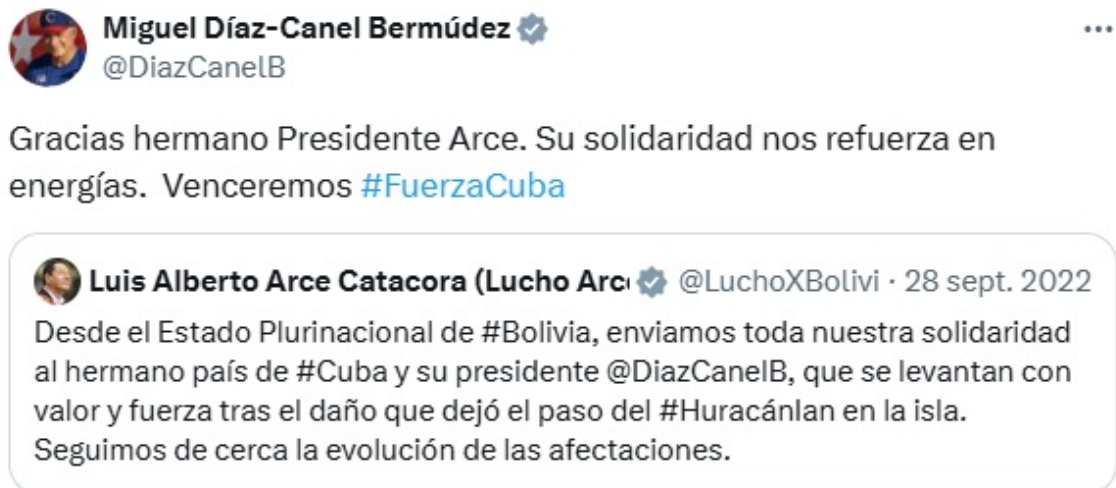 Miguel Díaz-Canel Bermúdez
@DiazCanelB
Gracias hermano Presidente Arce. Su solidaridad nos refuerza en
energías. Venceremos #FuerzaCuba
Luis Alberto Arce Catacora (Lucho Arc @LuchoXBolivi · 28 sept. 2022
Desde el Estado Plurinacional de #Bolivia, enviamos toda nuestra solidaridad
al hermano país de #Cuba y su presidente @DiazCanelB, que se levantan con
valor y fuerza tras el daño que dejó el paso del #HuracánIan en la isla.
Seguimos de cerca la evolución de las afectaciones.